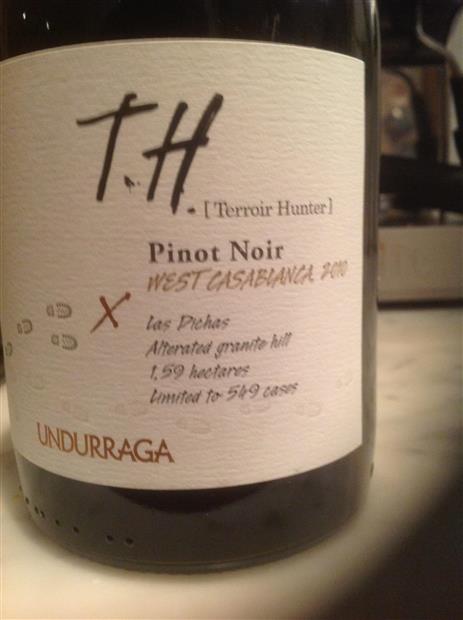 T.H.
[ Terroir Hunter ]
Pinot Noir
WEST CASABLANCA, 2010
X
Las Dichas
Alterated granite hill
1,59 hectares
Limited to 549 cases
UNDURRAGA